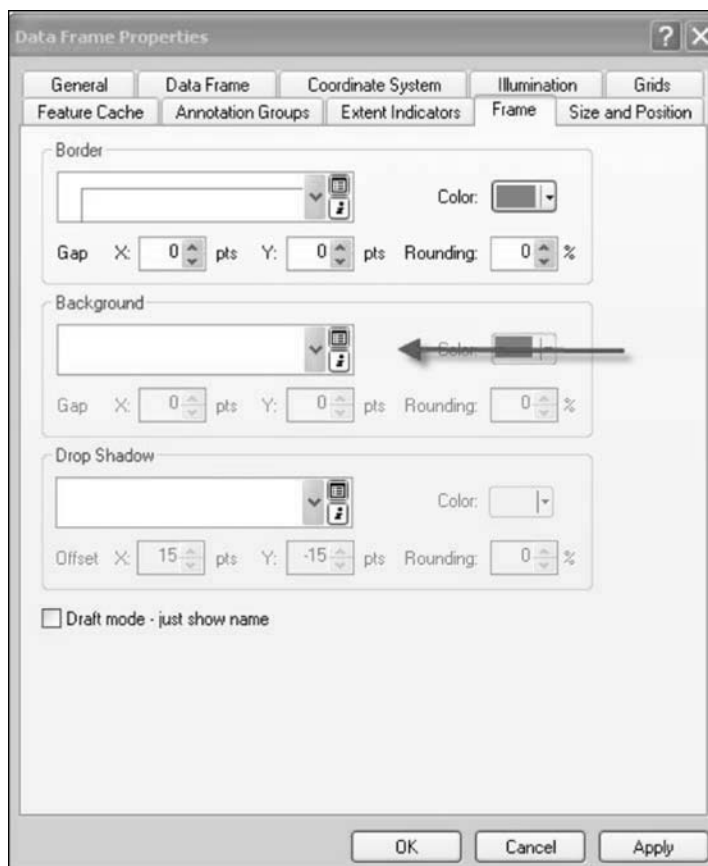 Data Frame Properties
General Data Frame Coordinate System Illumination Grids
Feature Cache Annotation Groups Extent Indicators Frame Size and Position
Border
Color:
Gap X: 0 pts Y: 0 pts Rounding: 0 %
Background
Color:
Gap X: 0 pts Y: 0 pts Rounding: 0 %
Drop Shadow
Color:
Offset X: 15 pts Y: -15 pts Rounding: 0 %
Draft mode - just show name
OK Cancel Apply